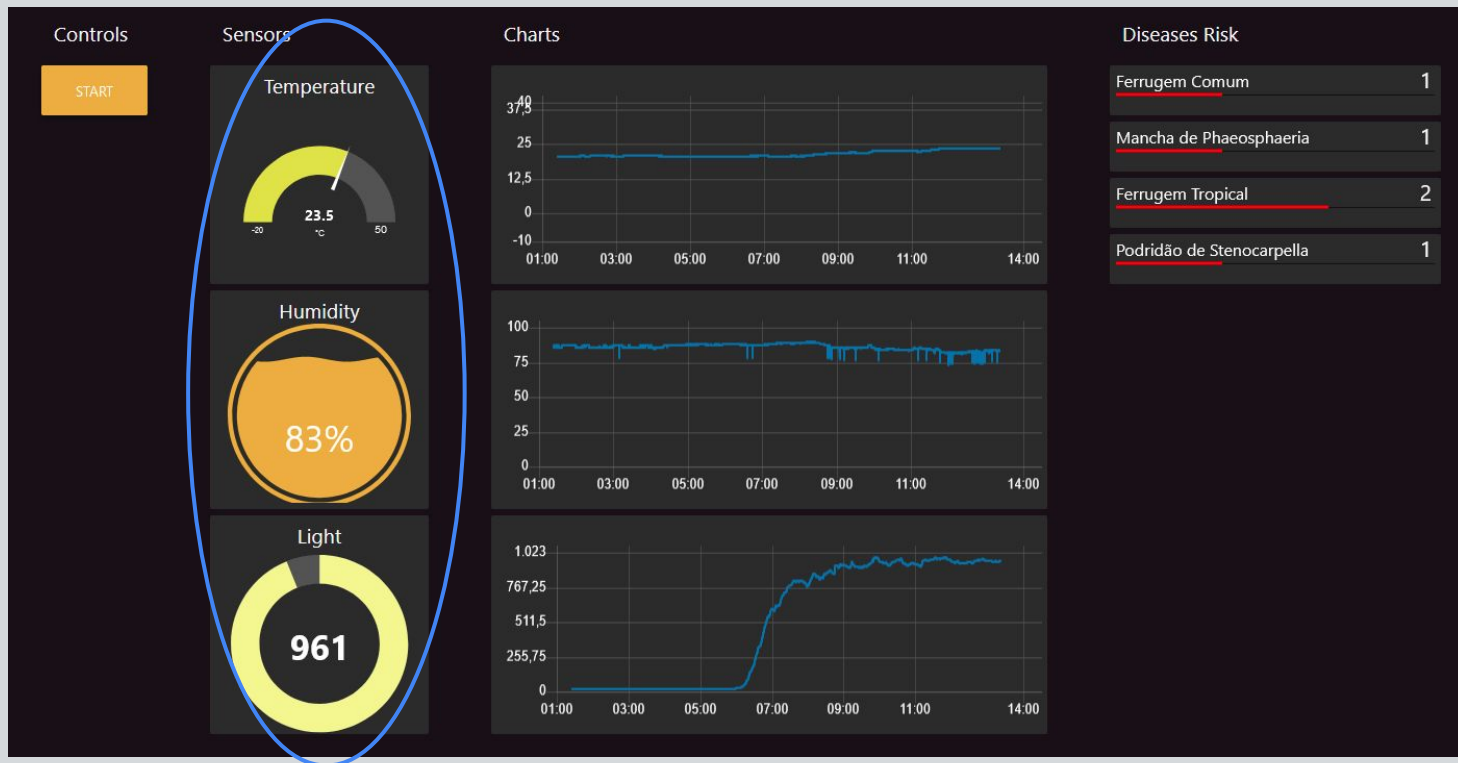 Controls
START
Sensors
Temperature
23.5
-20
°C
50
Humidity
83%
Light
961
Charts
40
37,5
25
12,5
0
-10
01:00 03:00 05:00 07:00 09:00 11:00 14:00
100
75
50
25
0
01:00 03:00 05:00 07:00 09:00 11:00 14:00
1.023
767,25
511,5
255,75
0
01:00 03:00 05:00 07:00 09:00 11:00 14:00
Diseases Risk
Ferrugem Comum 1
Mancha de Phaeosphaeria 1
Ferrugem Tropical 2
Podridão de Stenocarpella 1